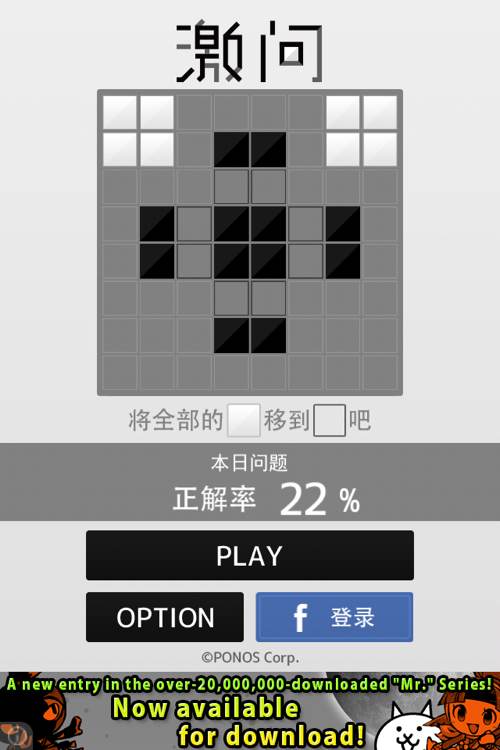 激问
将全部的 移到 吧
本日问题
正解率 22 %
PLAY
OPTION
f 登录
©PONOS Corp.
A new entry in the over-20,000,000-downloaded "Mr." Series!
Now available
for download!